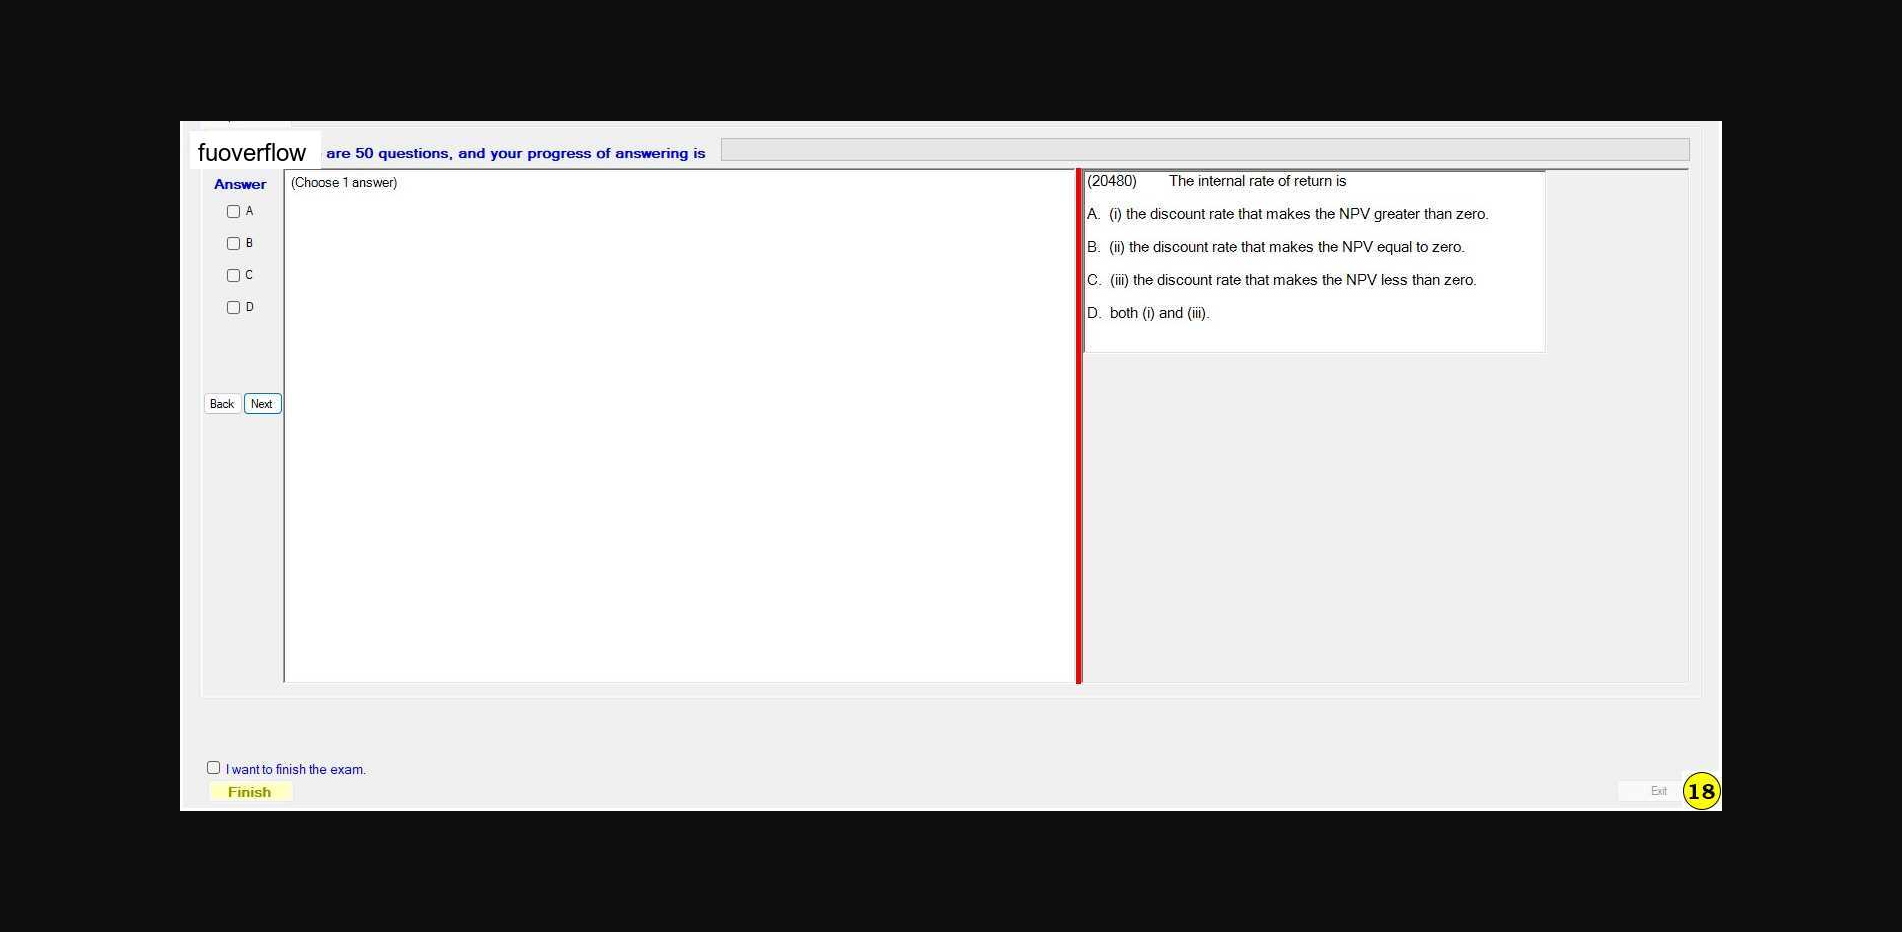 fuoverflow are 50 questions, and your progress of answering is
Answer
A
B
C
D
Back Next
(Choose 1 answer)
(20480) The internal rate of return is
A. (i) the discount rate that makes the NPV greater than zero.
B. (ii) the discount rate that makes the NPV equal to zero.
C. (iii) the discount rate that makes the NPV less than zero.
D. both (i) and (iii).
I want to finish the exam.
Finish
Exit
18